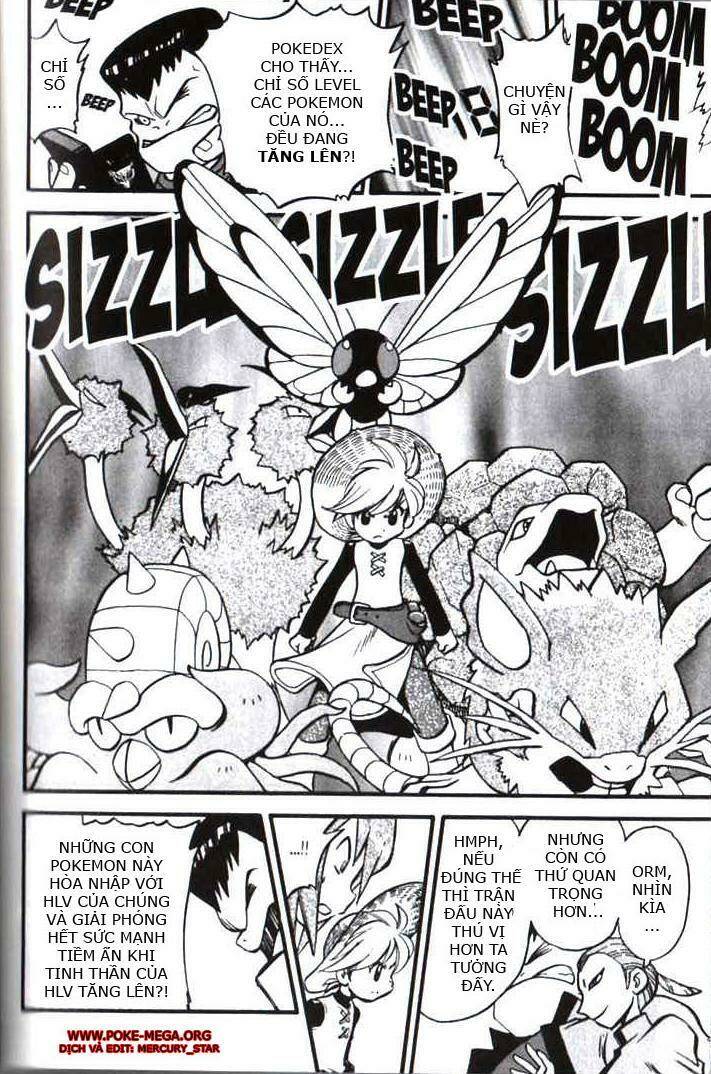 CHỈ
SỐ
...
BEEP
POKEDEX
CHO THẤY...
CHỈ SỐ LEVEL
CÁC POKEMON
CỦA NÓ...
ĐỀU ĐANG
TĂNG LÊN?!
BEEP
BEEP
BEEP
18
CHUYỆN
GÌ VẬY
NÈ?
BOOM
BOOM
BOOM
SIZZLE
SIZZLE
SIZZLE
NHỮNG CON
POKEMON NÀY
HÒA NHẬP VỚI
HLV CỦA CHÚNG
VÀ GIẢI PHÓNG
HẾT SỨC MẠNH
TIỀM ẨN KHI
TINH THẦN CỦA
HLV TĂNG LÊN?!
...!!
HMPH,
NẾU
ĐÚNG THẾ
THÌ TRẬN
ĐẤU NÀY
THÚ VỊ
HƠN TA
TƯỞNG
ĐẤY.
NHƯNG
CÒN CÓ
THỨ QUAN
TRỌNG
HƠN...
ORM,
NHÌN
KÌA
...
WWW.POKE-MEGA.ORG
DỊCH VÀ EDIT: MERCURY_STAR